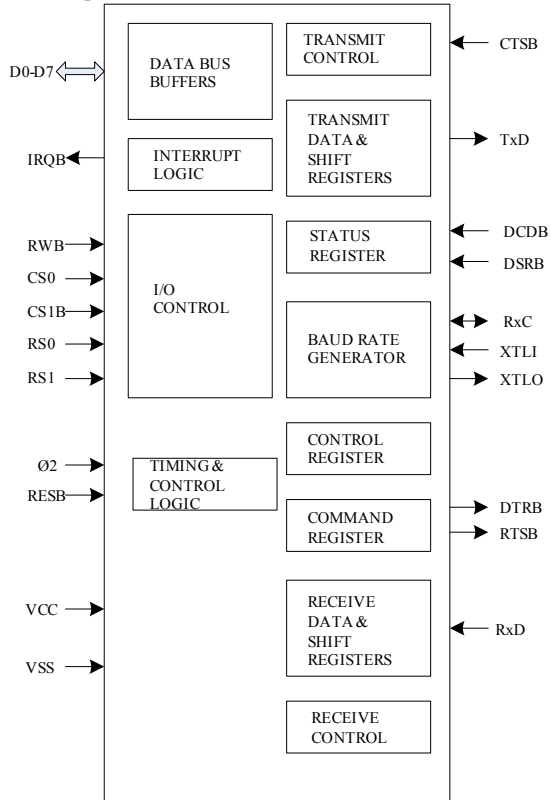 D0-D7
IRQB
RWB
CS0
CS1B
RS0
RS1
Ø2
RESB
VCC
VSS
DATA BUS
BUFFERS
INTERRUPT
LOGIC
I/O
CONTROL
TIMING &
CONTROL
LOGIC
TRANSMIT
CONTROL
TRANSMIT
DATA &
SHIFT
REGISTERS
STATUS
REGISTER
BAUD RATE
GENERATOR
CONTROL
REGISTER
COMMAND
REGISTER
RECEIVE
DATA &
SHIFT
REGISTERS
RECEIVE
CONTROL
CTSB
TxD
DCDB
DSRB
RxC
XTLI
XTLO
DTRB
RTSB
RxD